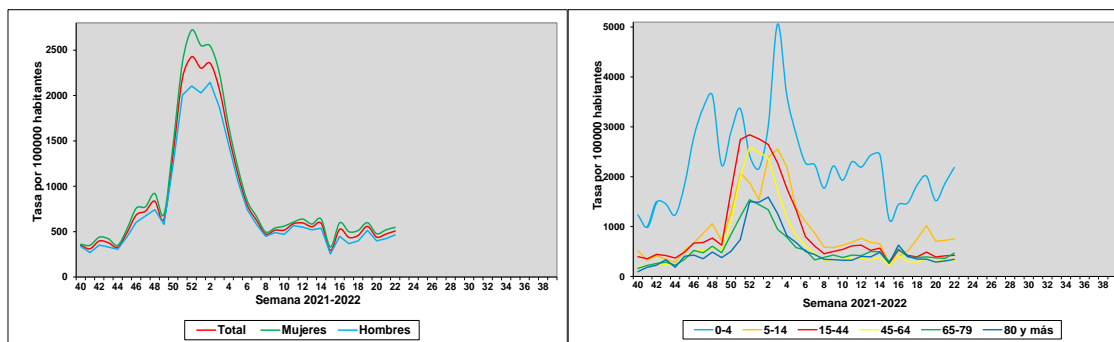 Tasa por 100000 habitantes
2500
2000
1500
1000
500
0
40 42 44 46 48 50 52 2 4 6 8 10 12 14 16 18 20 22 24 26 28 30 32 34 36 38
Semana 2021-2022
Total Mujeres Hombres
Tasa por 100000 habitantes
5000
4000
3000
2000
1000
0
40 42 44 46 48 50 52 2 4 6 8 10 12 14 16 18 20 22 24 26 28 30 32 34 36 38
Semana 2021-2022
0-4 5-14 15-44 45-64 65-79 80 y más